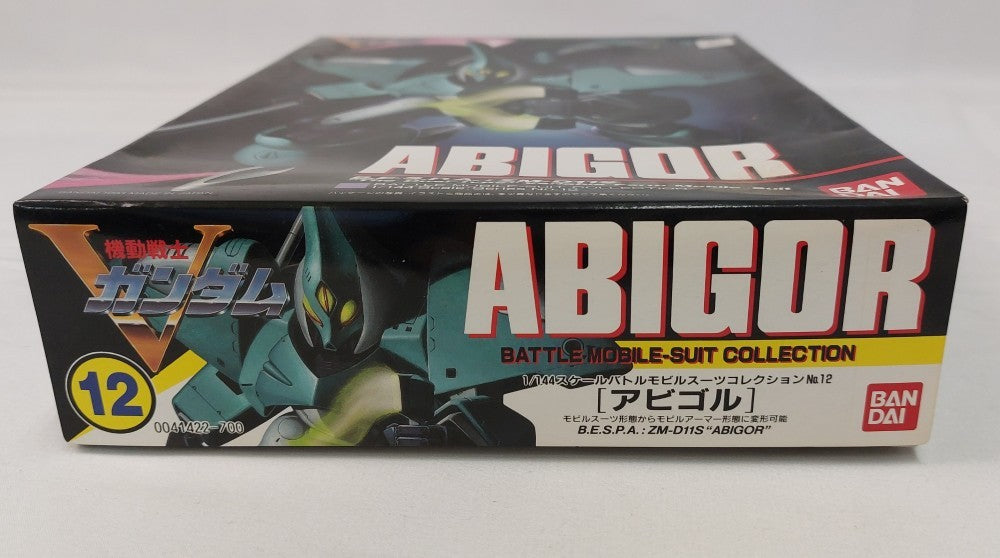 ABIGOR
BAN
DAI
機動戦士
V
ガンダム
ABIGOR
BATTLE-MOBILE-SUIT COLLECTION
1/144スケールバトルモビルスーツコレクションNo.12
[アビゴル]
モビルスーツ形態からモビルアーマー形態に変形可能
B.E.S.P.A.: ZM-D11S "ABIGOR"
12
0041422-700
BAN
DAI